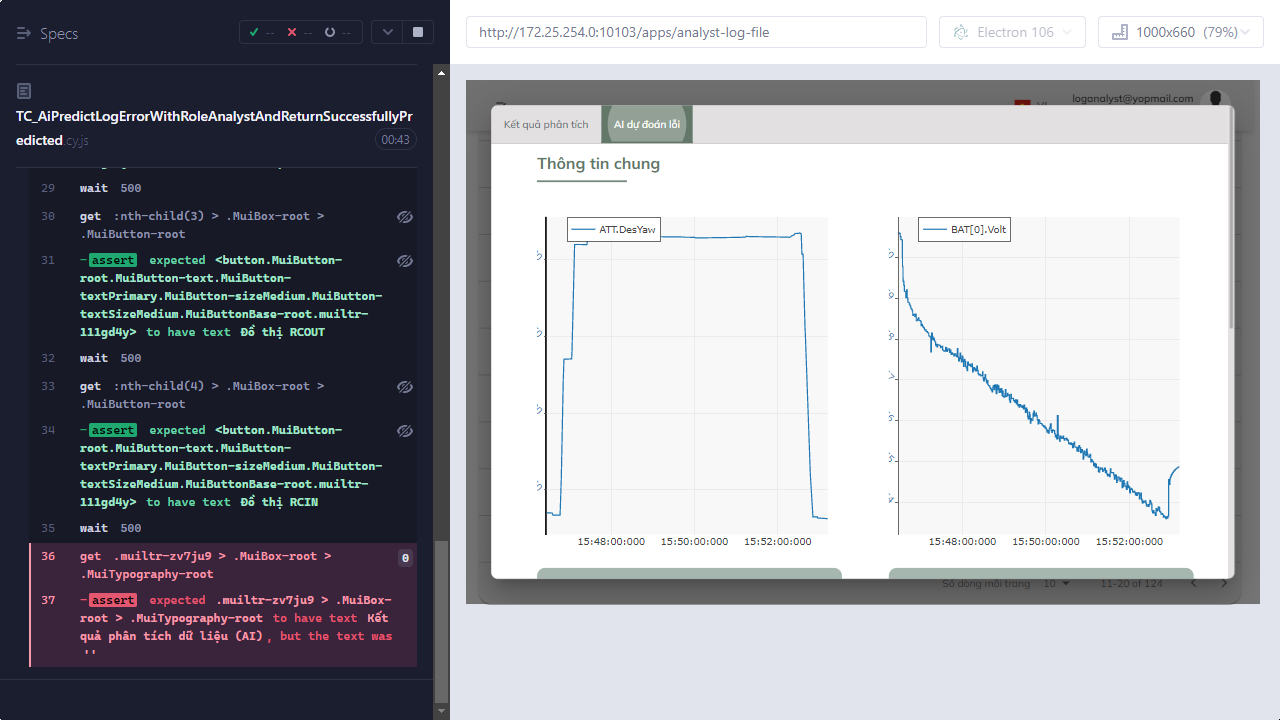 Specs
--
--
--
http://172.25.254.0:10103/apps/analyst-log-file
Electron 106
1000x660 (79%)
TC_AiPredictLogErrorWithRoleAnalystAndReturnSuccessfullyPr
edicted.cy.js
00:43
29 wait 500
30 get :nth-child(3) > .MuiBox-root >
.MuiButton-root
31 -assert expected <button.MuiButton-
root.MuiButton-text.MuiButton-
textPrimary.MuiButton-sizeMedium.MuiButton-
textSizeMedium.MuiButtonBase-root.muiltr-
111gd4y> to have text Đồ thị RCOUT
32 wait 500
33 get :nth-child(4) > .MuiBox-root >
.MuiButton-root
34 -assert expected <button.MuiButton-
root.MuiButton-text.MuiButton-
textPrimary.MuiButton-sizeMedium.MuiButton-
textSizeMedium.MuiButtonBase-root.muiltr-
111gd4y> to have text Đồ thị RCIN
35 wait 500
36 get .muiltr-zv7ju9 > .MuiBox-root >
.MuiTypography-root
0
37 -assert expected .muiltr-zv7ju9 > .MuiBox-
root > .MuiTypography-root to have text Kết
quả phân tích dữ liệu (AI), but the text was
''
loganalyst@yopmail.com
Kết quả phân tích
AI dự đoán lỗi
Thông tin chung
ATT.DesYaw
15:48:00:000 15:50:00:000 15:52:00:000
BAT[0].Volt
15:48:00:000 15:50:00:000 15:52:00:000
Số dòng mỗi trang 10 11-20 of 124